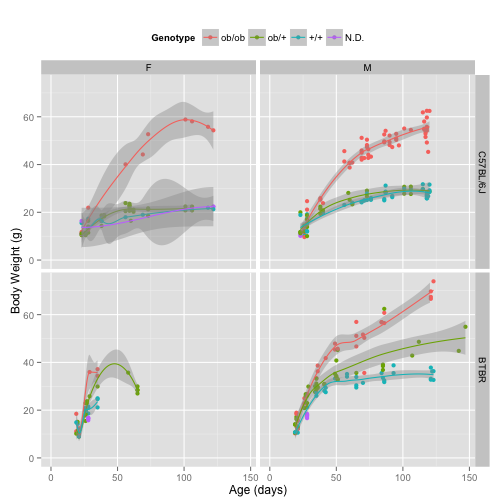 Genotype ob/ob ob/+ +/+ N.D.
F M
60
40
20
0
C57BL/6J
Body Weight (g)
60
40
20
0
BTBR
0 50 100 150 0 50 100 150
Age (days)